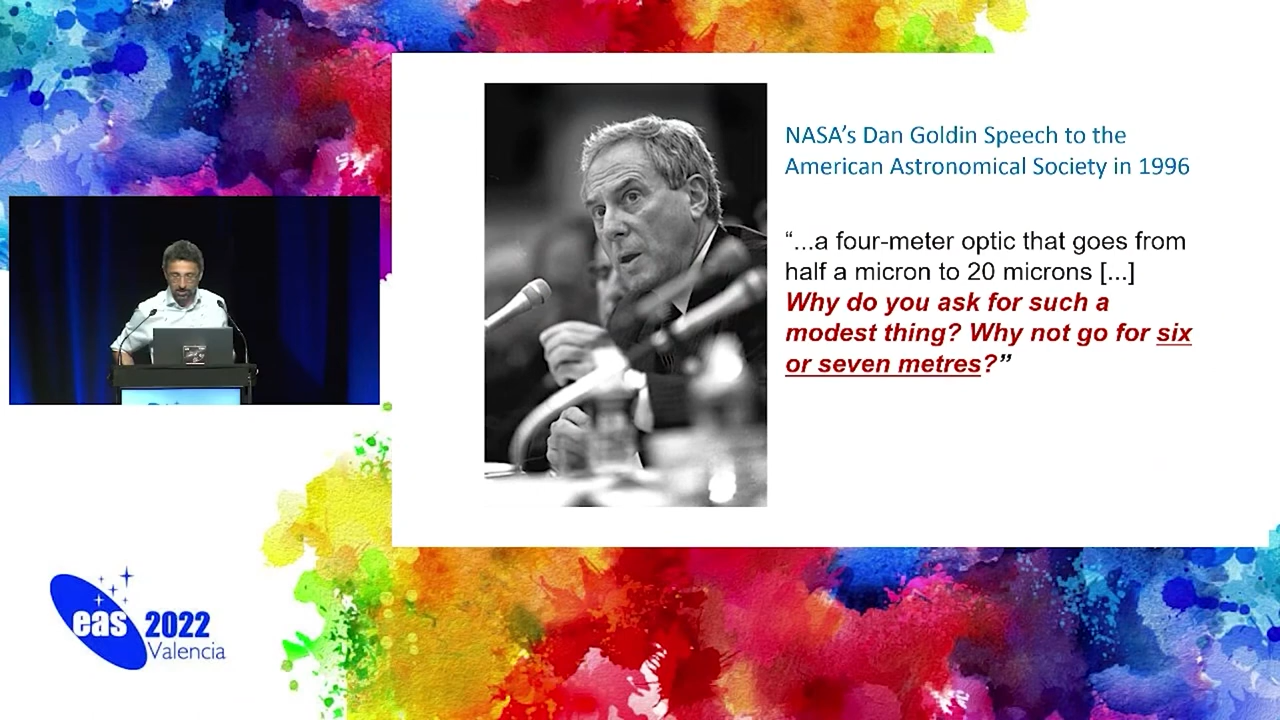 NASA's Dan Goldin Speech to the
American Astronomical Society in 1996
“...a four-meter optic that goes from
half a micron to 20 microns [...]
Why do you ask for such a
modest thing? Why not go for six
or seven metres?”
eas 2022
Valencia